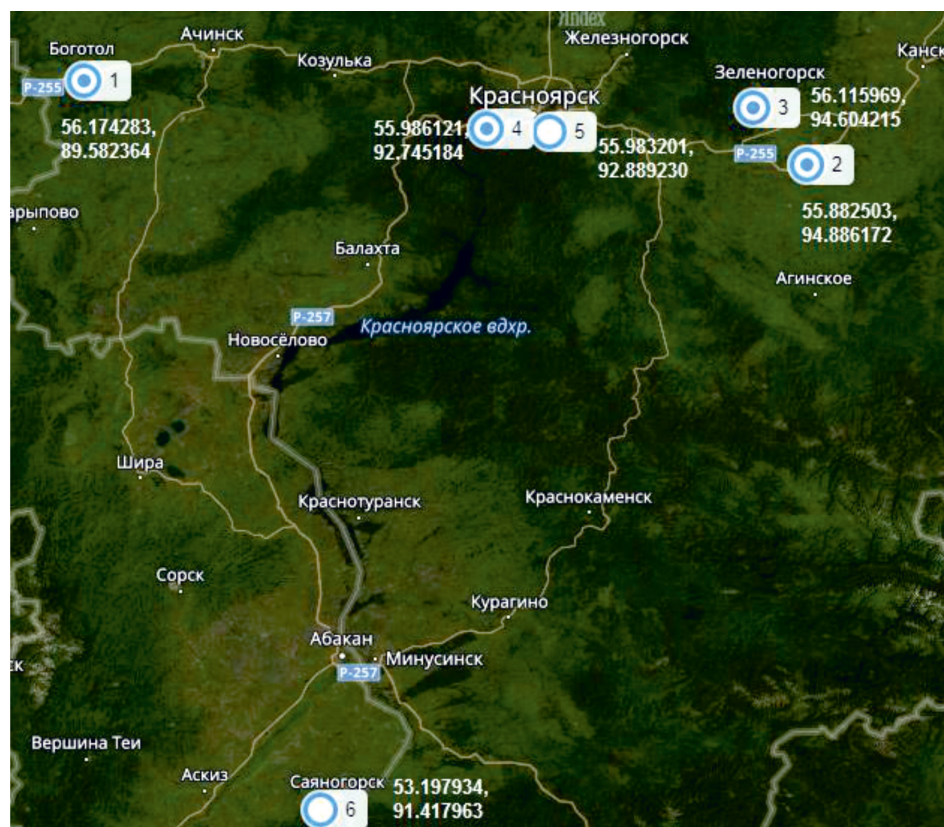 Yandex
Ачинск
Боготол
Козулька
Железногорск
Канск
Р-255
1
Зеленогорск
3
56.115969,
94.604215
Красноярск
56.174283,
89.582364
55.986121,
92.745184
4
5
55.983201,
92.889230
Р-255
2
55.882503,
94.886172
арыпово
Балахта
Агинское
Р-257
Красноярское вдхр.
Новосёлово
Шира
Краснотуранск
Краснокаменск
Сорск
Курагино
Абакан
Минусинск
ск
Р-257
Вершина Теи
Аскиз
Саяногорск
6
53.197934,
91.417963